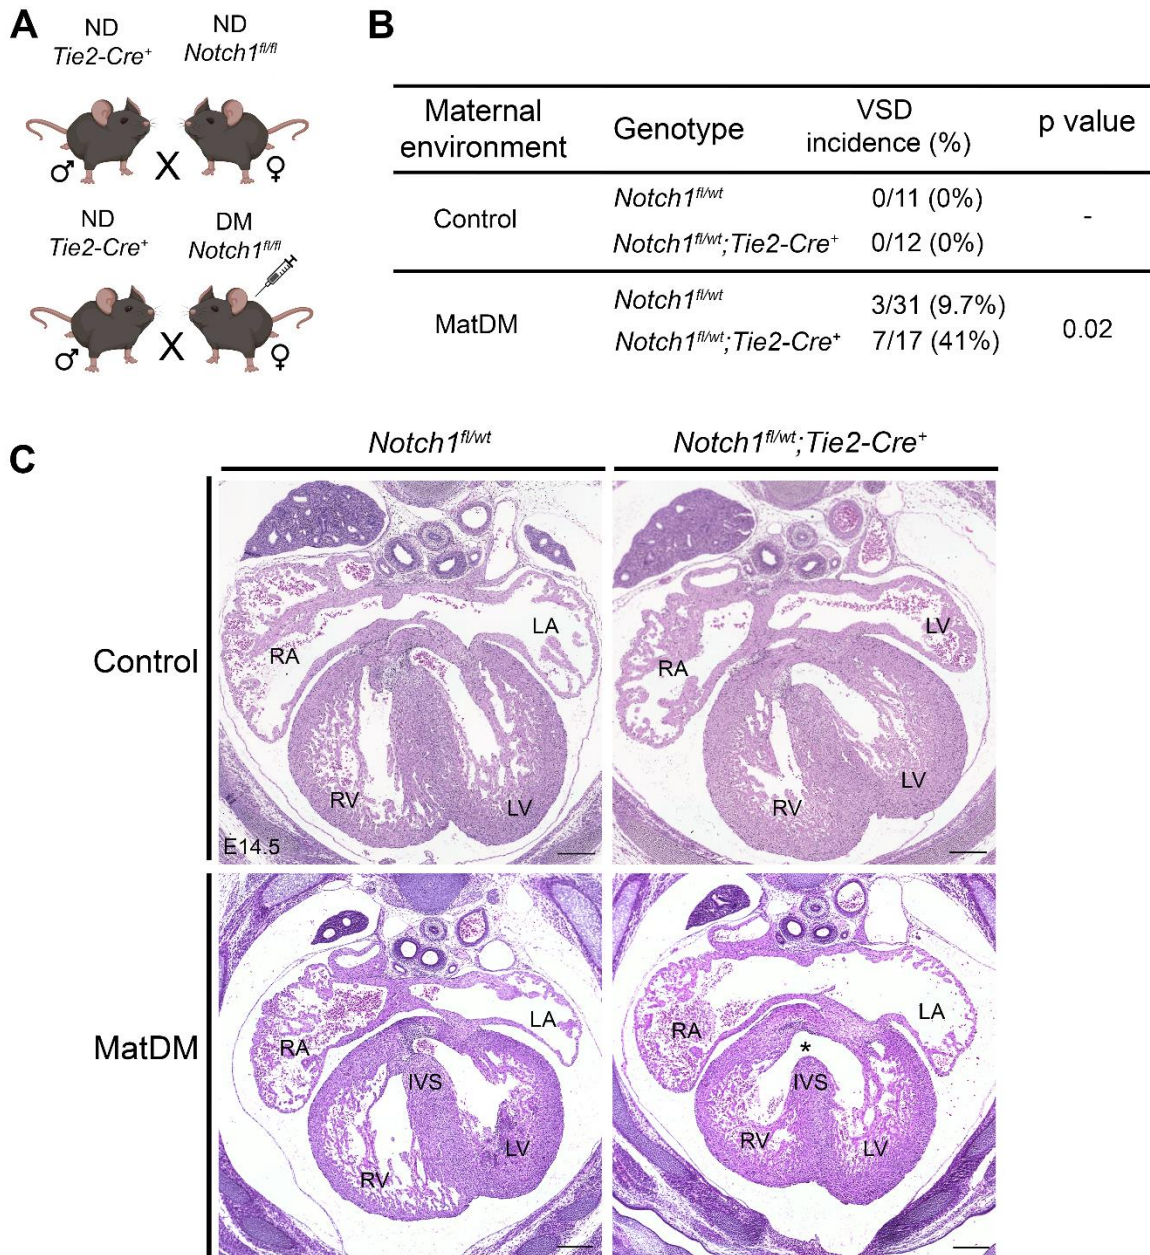 A
ND
Tie2-Cre⁺
ND
Notch1ᶠˡ/ᶠˡ
♂ X ♀
ND
Tie2-Cre⁺
DM
Notch1ᶠˡ/ᶠˡ
♂ X ♀
B
Maternal environment
Genotype
VSD incidence (%)
p value
Control
Notch1ᶠˡ/ʷᵗ 0/11 (0%)
Notch1ᶠˡ/ʷᵗ;Tie2-Cre⁺ 0/12 (0%)
-
MatDM
Notch1ᶠˡ/ʷᵗ 3/31 (9.7%)
Notch1ᶠˡ/ʷᵗ;Tie2-Cre⁺ 7/17 (41%)
0.02
C
Notch1ᶠˡ/ʷᵗ
Notch1ᶠˡ/ʷᵗ;Tie2-Cre⁺
Control
RA
LA
RV
LV
E14.5
RA
LV
RV
LV
MatDM
RA
LA
IVS
RV
LV
RA
LA
*
IVS
RV
LV